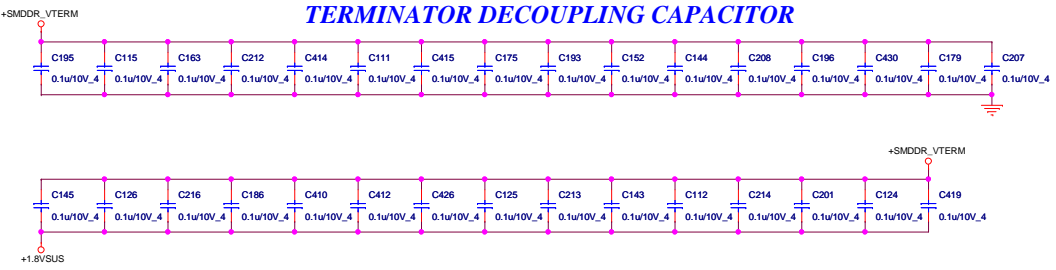 TERMINATOR DECOUPLING CAPACITOR
+SMDDR_VTERM
C195 C115 C163 C212 C414 C111 C415 C175 C193 C152 C144 C208 C196 C430 C179 C207
0.1u/10V_4 0.1u/10V_4 0.1u/10V_4 0.1u/10V_4 0.1u/10V_4 0.1u/10V_4 0.1u/10V_4 0.1u/10V_4 0.1u/10V_4 0.1u/10V_4 0.1u/10V_4 0.1u/10V_4 0.1u/10V_4 0.1u/10V_4 0.1u/10V_4 0.1u/10V_4
+SMDDR_VTERM
C145 C126 C216 C186 C410 C412 C426 C125 C213 C143 C112 C214 C201 C124 C419
0.1u/10V_4 0.1u/10V_4 0.1u/10V_4 0.1u/10V_4 0.1u/10V_4 0.1u/10V_4 0.1u/10V_4 0.1u/10V_4 0.1u/10V_4 0.1u/10V_4 0.1u/10V_4 0.1u/10V_4 0.1u/10V_4 0.1u/10V_4 0.1u/10V_4
+1.8VSUS